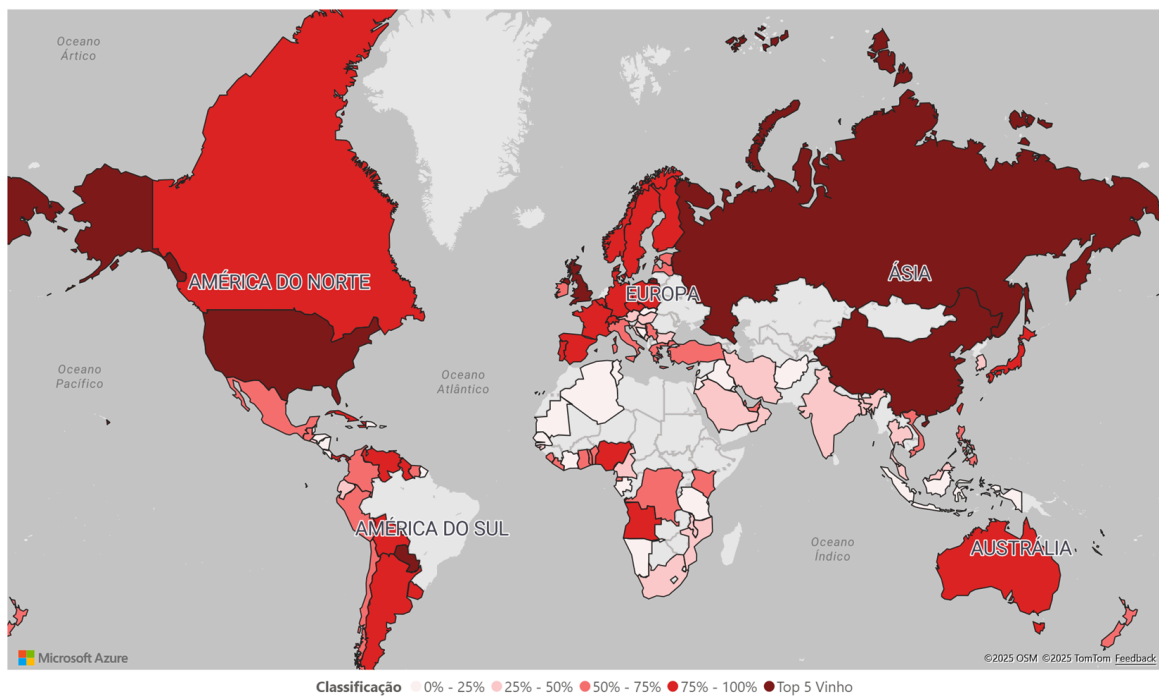 Oceano
Ártico
AMÉRICA DO NORTE
ÁSIA
EUROPA
Oceano
Pacífico
Oceano
Atlântico
AMÉRICA DO SUL
Oceano
Índico
AUSTRÁLIA
Microsoft Azure
©2025 OSM ©2025 TomTom Feedback
Classificação 0% - 25% 25% - 50% 50% - 75% 75% - 100% Top 5 Vinho